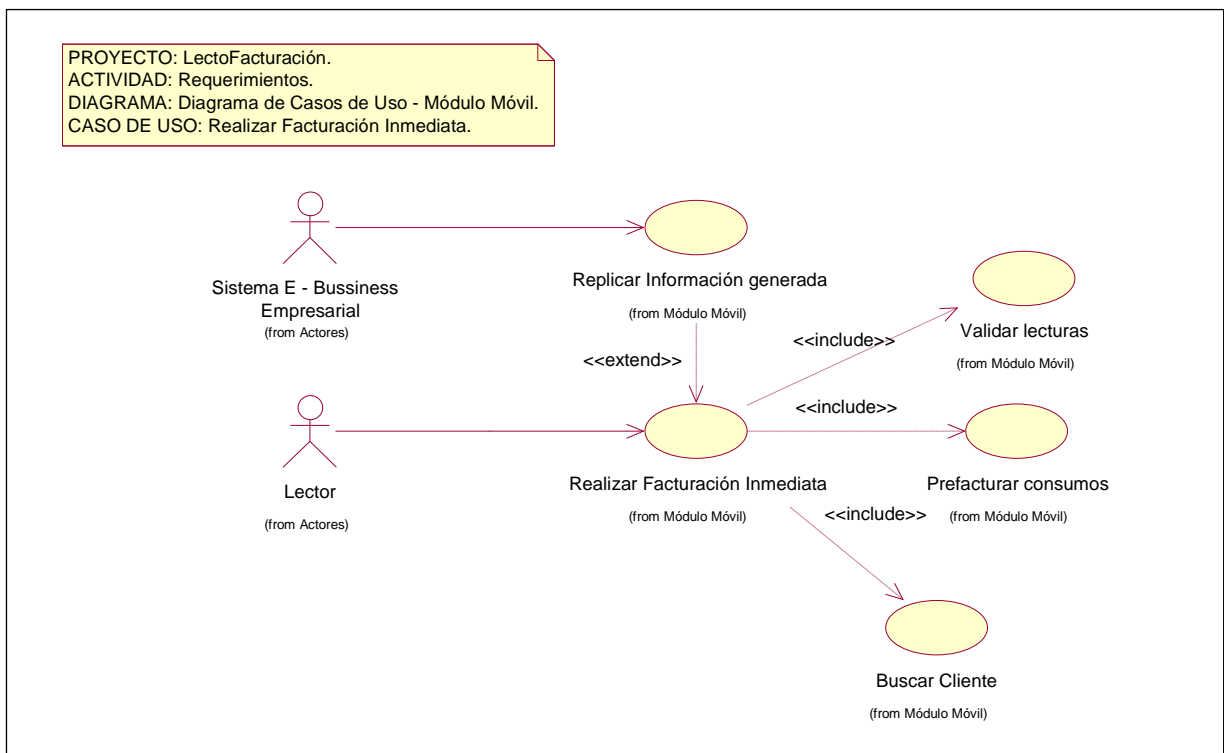 PROYECTO: LectoFacturación.
ACTIVIDAD: Requerimientos.
DIAGRAMA: Diagrama de Casos de Uso - Módulo Móvil.
CASO DE USO: Realizar Facturación Inmediata.
Sistema E - Bussiness
Empresarial
(from Actores)
Replicar Información generada
(from Módulo Móvil)
Validar lecturas
(from Módulo Móvil)
<<include>>
<<extend>>
<<include>>
Lector
(from Actores)
Realizar Facturación Inmediata
(from Módulo Móvil)
Prefacturar consumos
(from Módulo Móvil)
<<include>>
Buscar Cliente
(from Módulo Móvil)